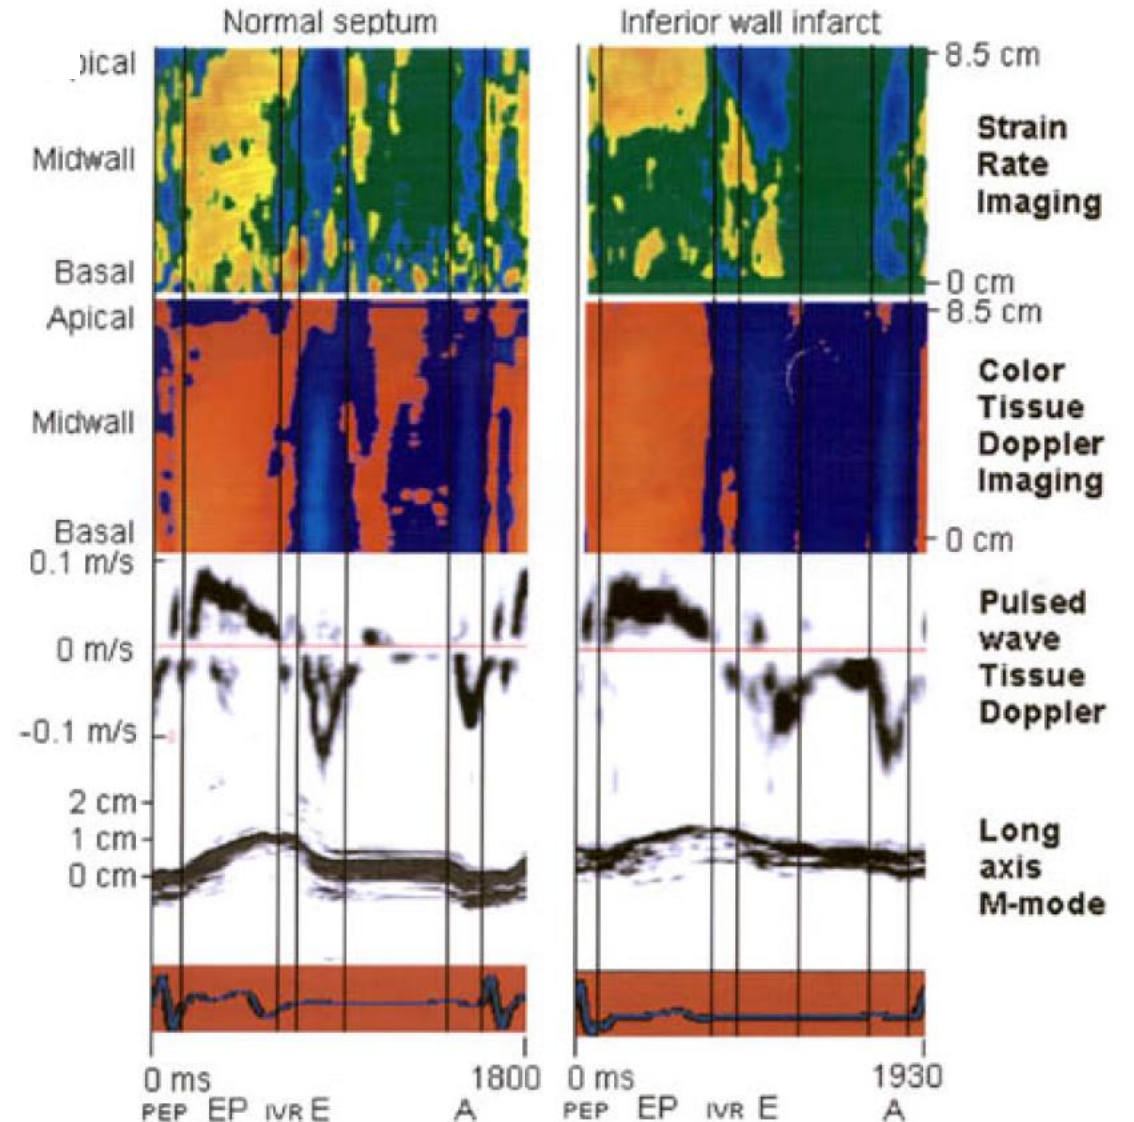 Normal septum
Inferior wall infarct
pical
Midwall
Basal
8.5 cm
0 cm
Strain
Rate
Imaging
Apical
Midwall
Basal
8.5 cm
0 cm
Color
Tissue
Doppler
Imaging
0.1 m/s
0 m/s
-0.1 m/s
Pulsed
wave
Tissue
Doppler
2 cm
1 cm
0 cm
Long
axis
M-mode
0 ms 1800
0 ms 1930
PEP EP IVR E A
PEP EP IVR E A